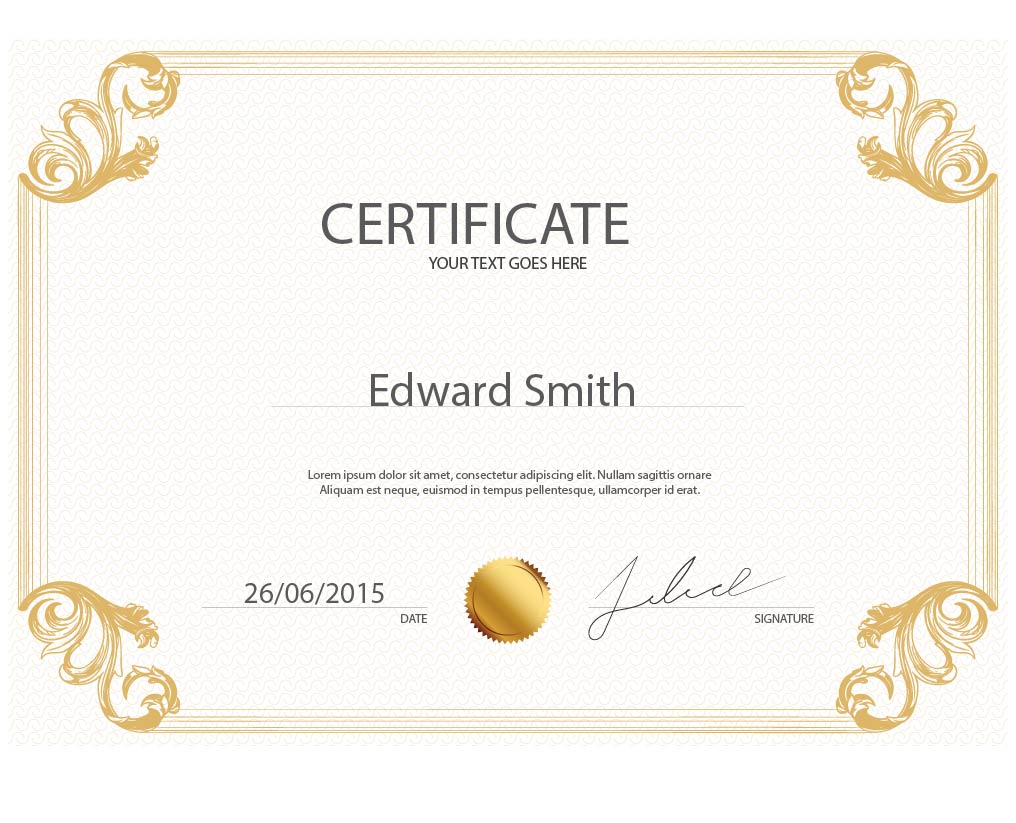 CERTIFICATE
YOUR TEXT GOES HERE
Edward Smith
Lorem ipsum dolor sit amet, consectetur adipiscing elit. Nullam sagittis ornare
Aliquam est neque, euismod in tempus pellentesque, ullamcorper id erat.
26/06/2015
DATE
SIGNATURE